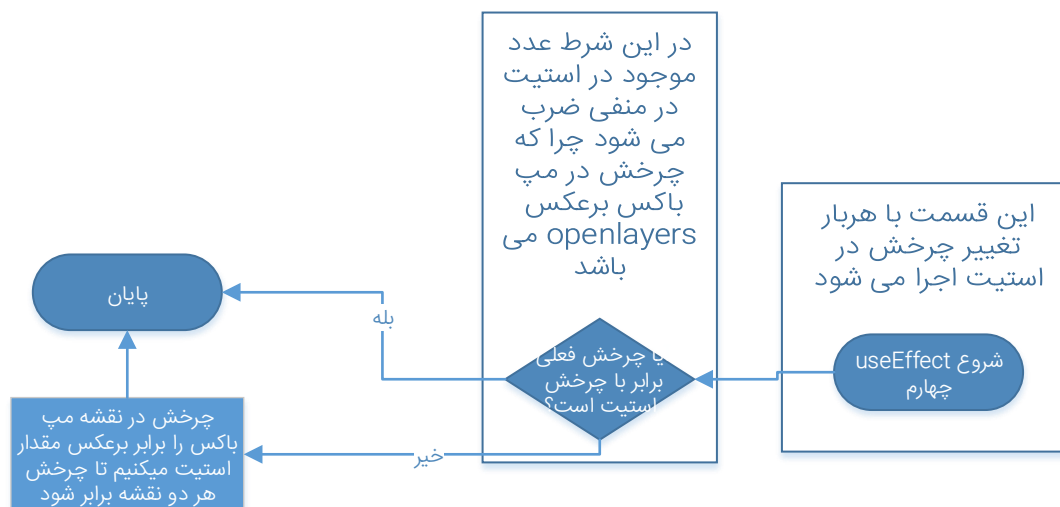 این قسمت با هربار
تغییر چرخش در
استیت اجرا می شود
شروع useEffect
چهارم
در این شرط عدد
موجود در استیت
در منفی ضرب
می شود چرا که
چرخش در مپ
باکس برعکس
openlayers می
باشد
یا چرخش فعلی
برابر با چرخش
استیت است؟
بله
پایان
خیر
چرخش در نقشه مپ
باکس را برابر برعکس مقدار
استیت میکنیم تا چرخش
هر دو نقشه برابر شود